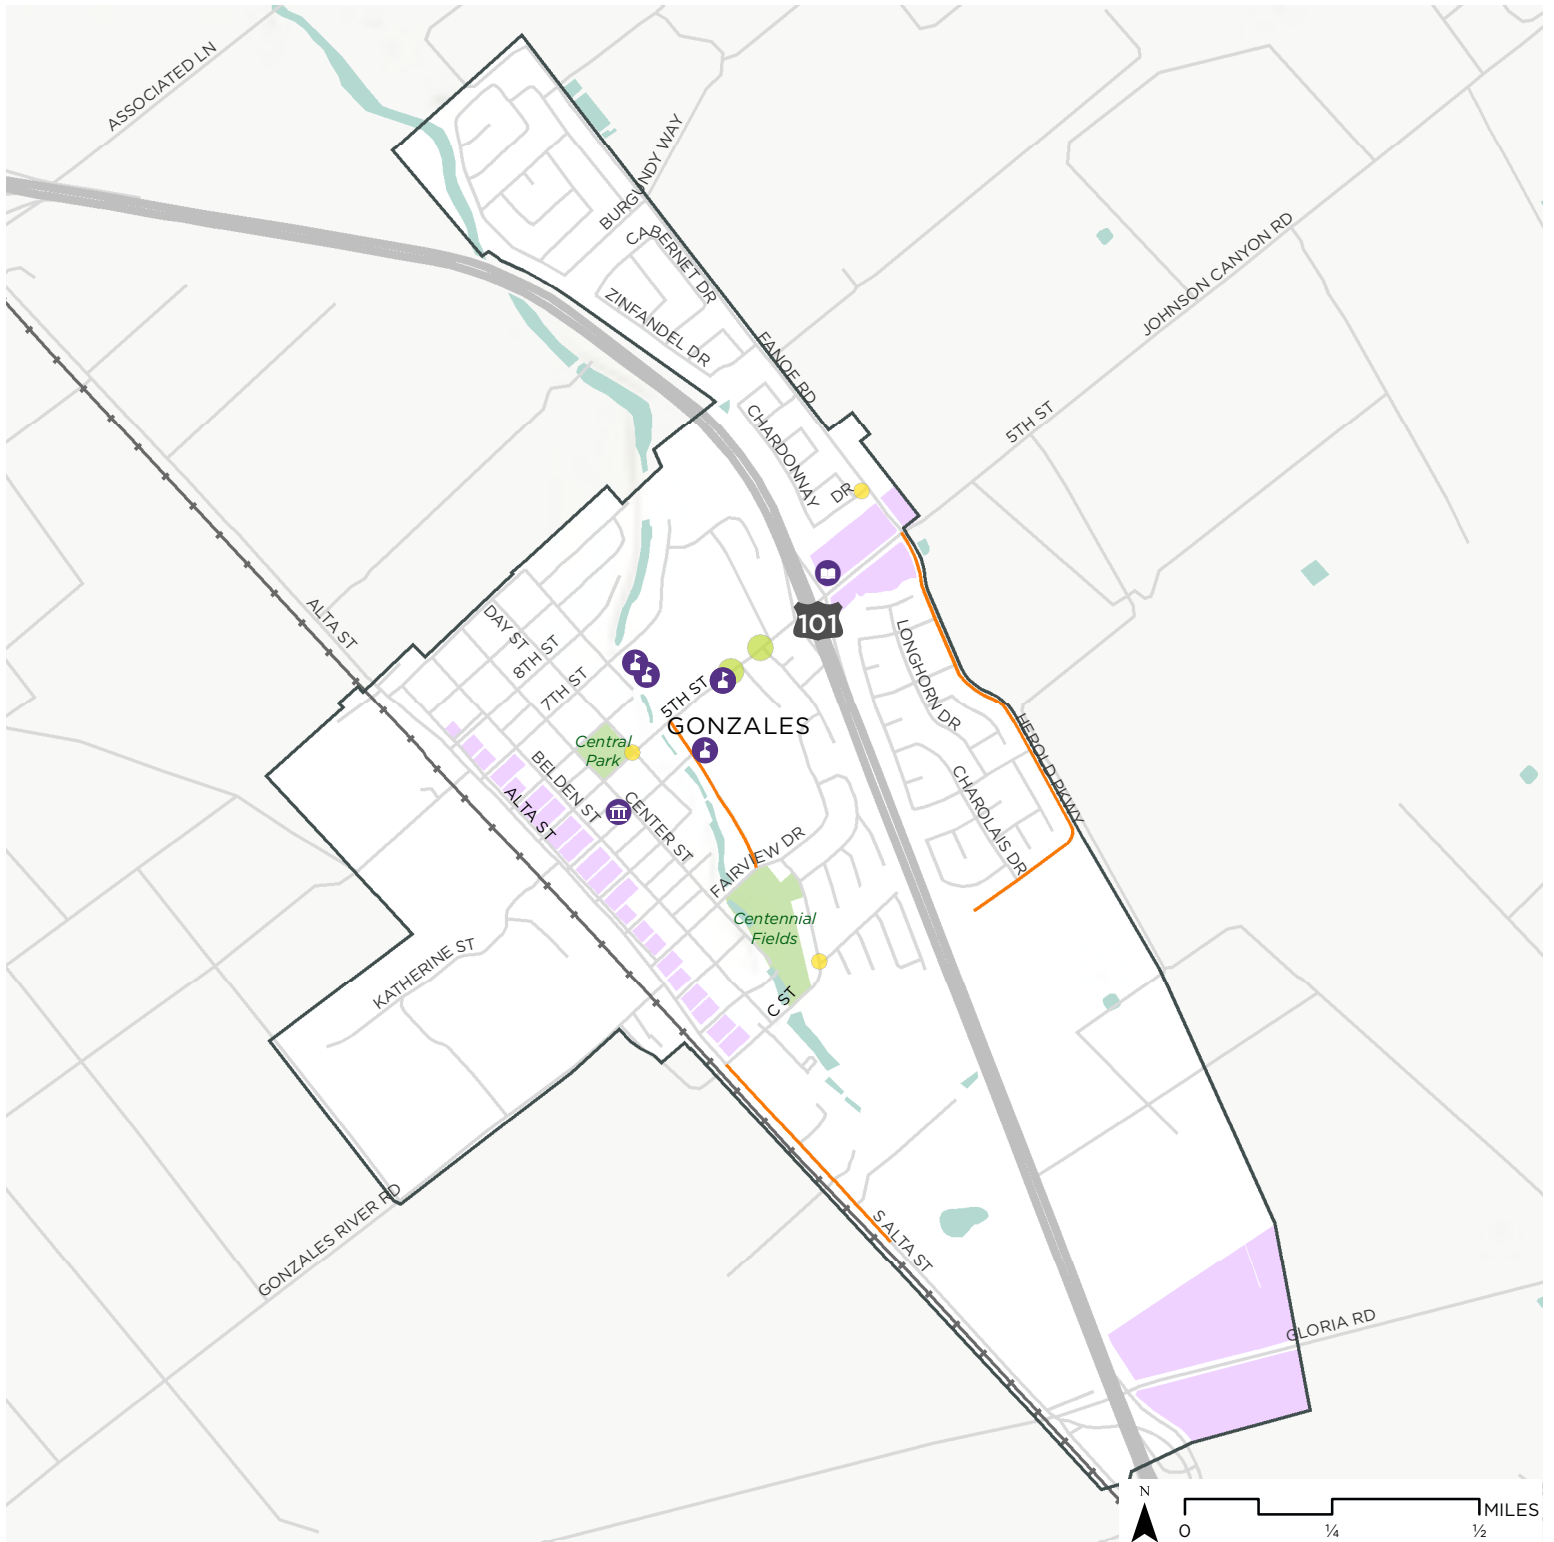 ASSOCIATED LN
BURGUNDY WAY
CABERNET DR
ZINFANDEL DR
FANOE RD
JOHNSON CANYON RD
5TH ST
CHARDONNAY DR
ALTA ST
DAY ST
8TH ST
7TH ST
5TH ST
101
LONGHORN DR
GONZALES
HEROLD PKWY
Central
Park
BELDEN ST
ALTA ST
CENTER ST
CHAROLAIS DR
FAIRVIEW DR
Centennial
Fields
KATHERINE ST
C ST
GONZALES RIVER RD
S ALTA ST
GLORIA RD
N
MILES
0
¼
½